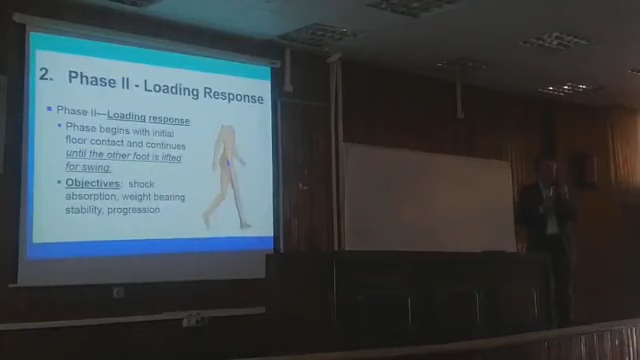 2. Phase II - Loading Response
Phase II—Loading response
Phase begins with initial
floor contact and continues
until the other foot is lifted
for swing.
Objectives: shock
absorption, weight bearing
stability, progression